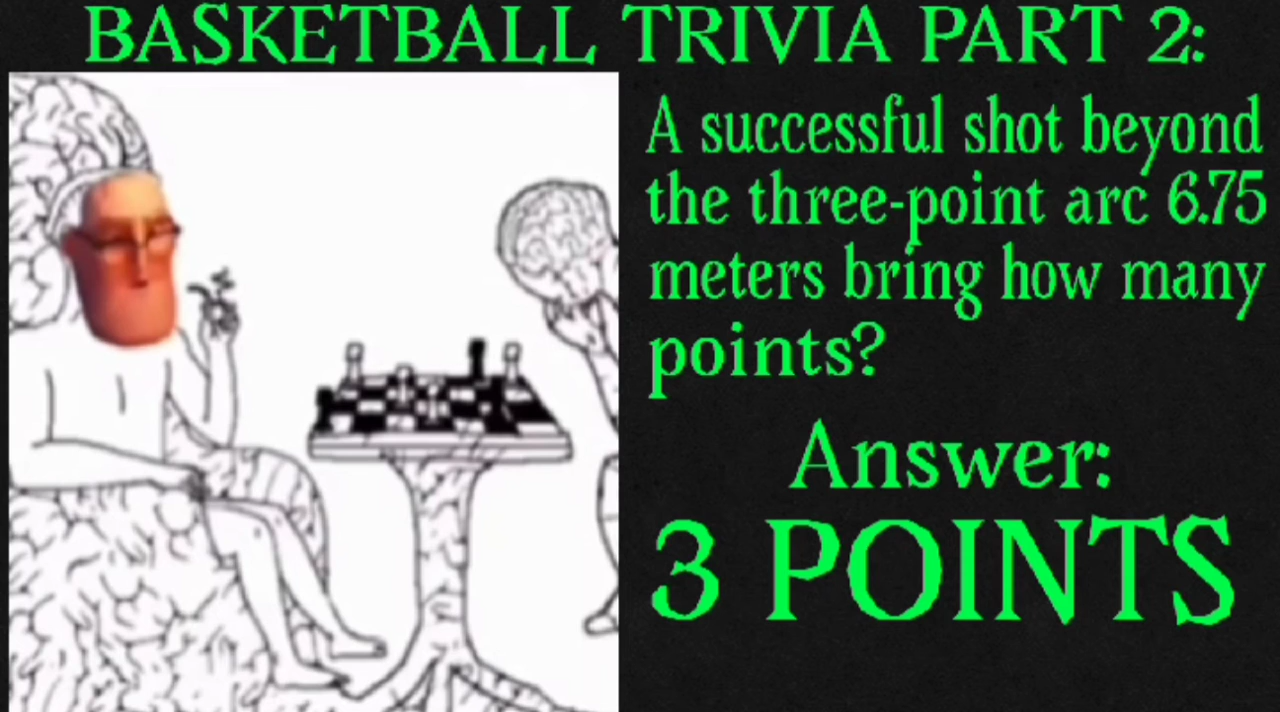 BASKETBALL TRIVIA PART 2:
A successful shot beyond
the three-point arc 6.75
meters bring how many
points?
Answer:
3 POINTS